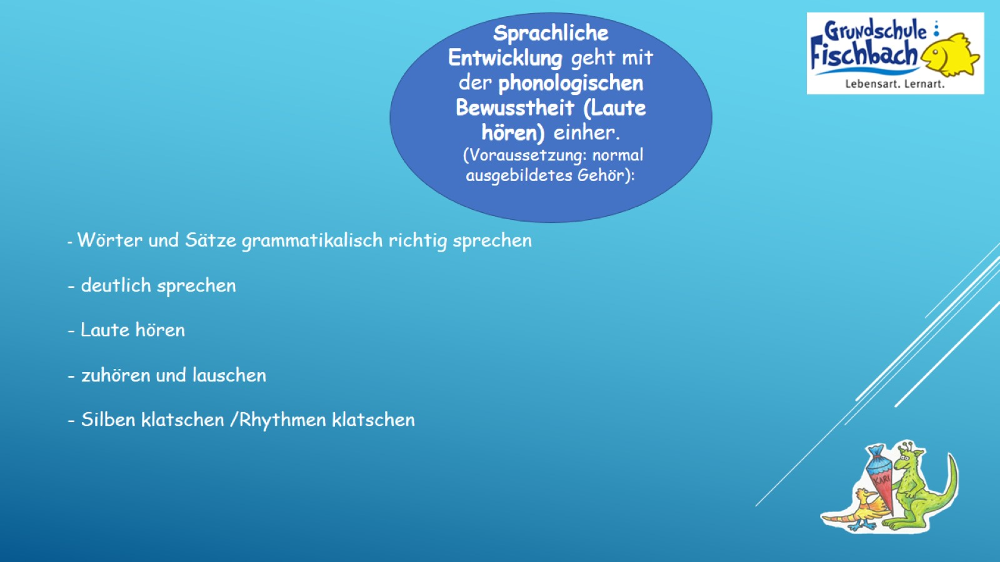 Sprachliche
Entwicklung geht mit
der phonologischen
Bewusstheit (Laute
hören) einher.
(Voraussetzung: normal
ausgebildetes Gehör):
Grundschule
Fischbach
Lebensart. Lernart.
- Wörter und Sätze grammatikalisch richtig sprechen
- deutlich sprechen
- Laute hören
- zuhören und lauschen
- Silben klatschen /Rhythmen klatschen
KARI